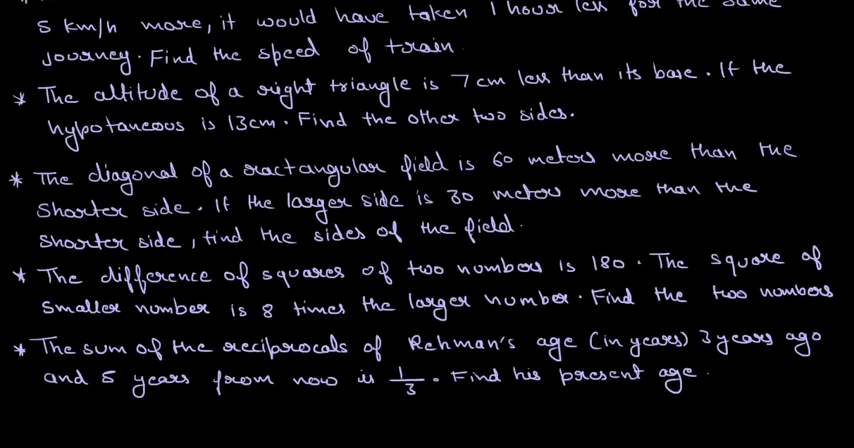 5 km/h more, it would have taken 1 hour less for the same
journey. Find the speed of train.
* The altitude of a right triangle is 7 cm less than its base. If the
hypotaneous is 13cm. Find the other two sides.
* The diagonal of a ractangular field is 60 meters more than the
shorter side. If the larger side is 30 meters more than the
shorter side, find the sides of the field.
* The difference of squares of two numbers is 180. The square of
smaller number is 8 times the larger number. Find the two numbers
* The sum of the reciprocals of Rehman's age (in years) 3 years ago
and 5 years from now is 1/3. Find his present age.